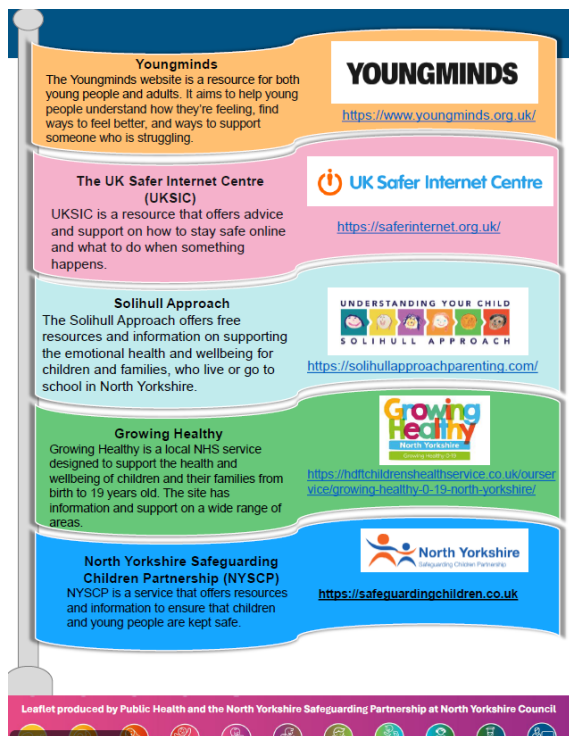 Youngminds
The Youngminds website is a resource for both
young people and adults. It aims to help young
people understand how they're feeling, find
ways to feel better, and ways to support
someone who is struggling.
YOUNGMINDS
https://www.youngminds.org.uk/
The UK Safer Internet Centre
(UKSIC)
UKSIC is a resource that offers advice
and support on how to stay safe online
and what to do when something
happens.
UK Safer Internet Centre
https://saferinternet.org.uk/
Solihull Approach
The Solihull Approach offers free
resources and information on supporting
the emotional health and wellbeing for
children and families, who live or go to
school in North Yorkshire.
UNDERSTANDING YOUR CHILD
SOLIHULL APPROACH
https://solihullapproachparenting.com/
Growing Healthy
Growing Healthy is a local NHS service
designed to support the health and
wellbeing of children and their families from
birth to 19 years old. The site has
information and support on a wide range of
areas.
Growing
Healthy
North Yorkshire
Growing healthy 0-19
https://hdftchildrenshealthservice.co.uk/ourser
vice/growing-healthy-0-19-north-yorkshire/
North Yorkshire Safeguarding
Children Partnership (NYSCP)
NYSCP is a service that offers resources
and information to ensure that children
and young people are kept safe.
North Yorkshire
Safeguarding Children Partnership
https://safeguardingchildren.co.uk
Leaflet produced by Public Health and the North Yorkshire Safeguarding Partnership at North Yorkshire Council